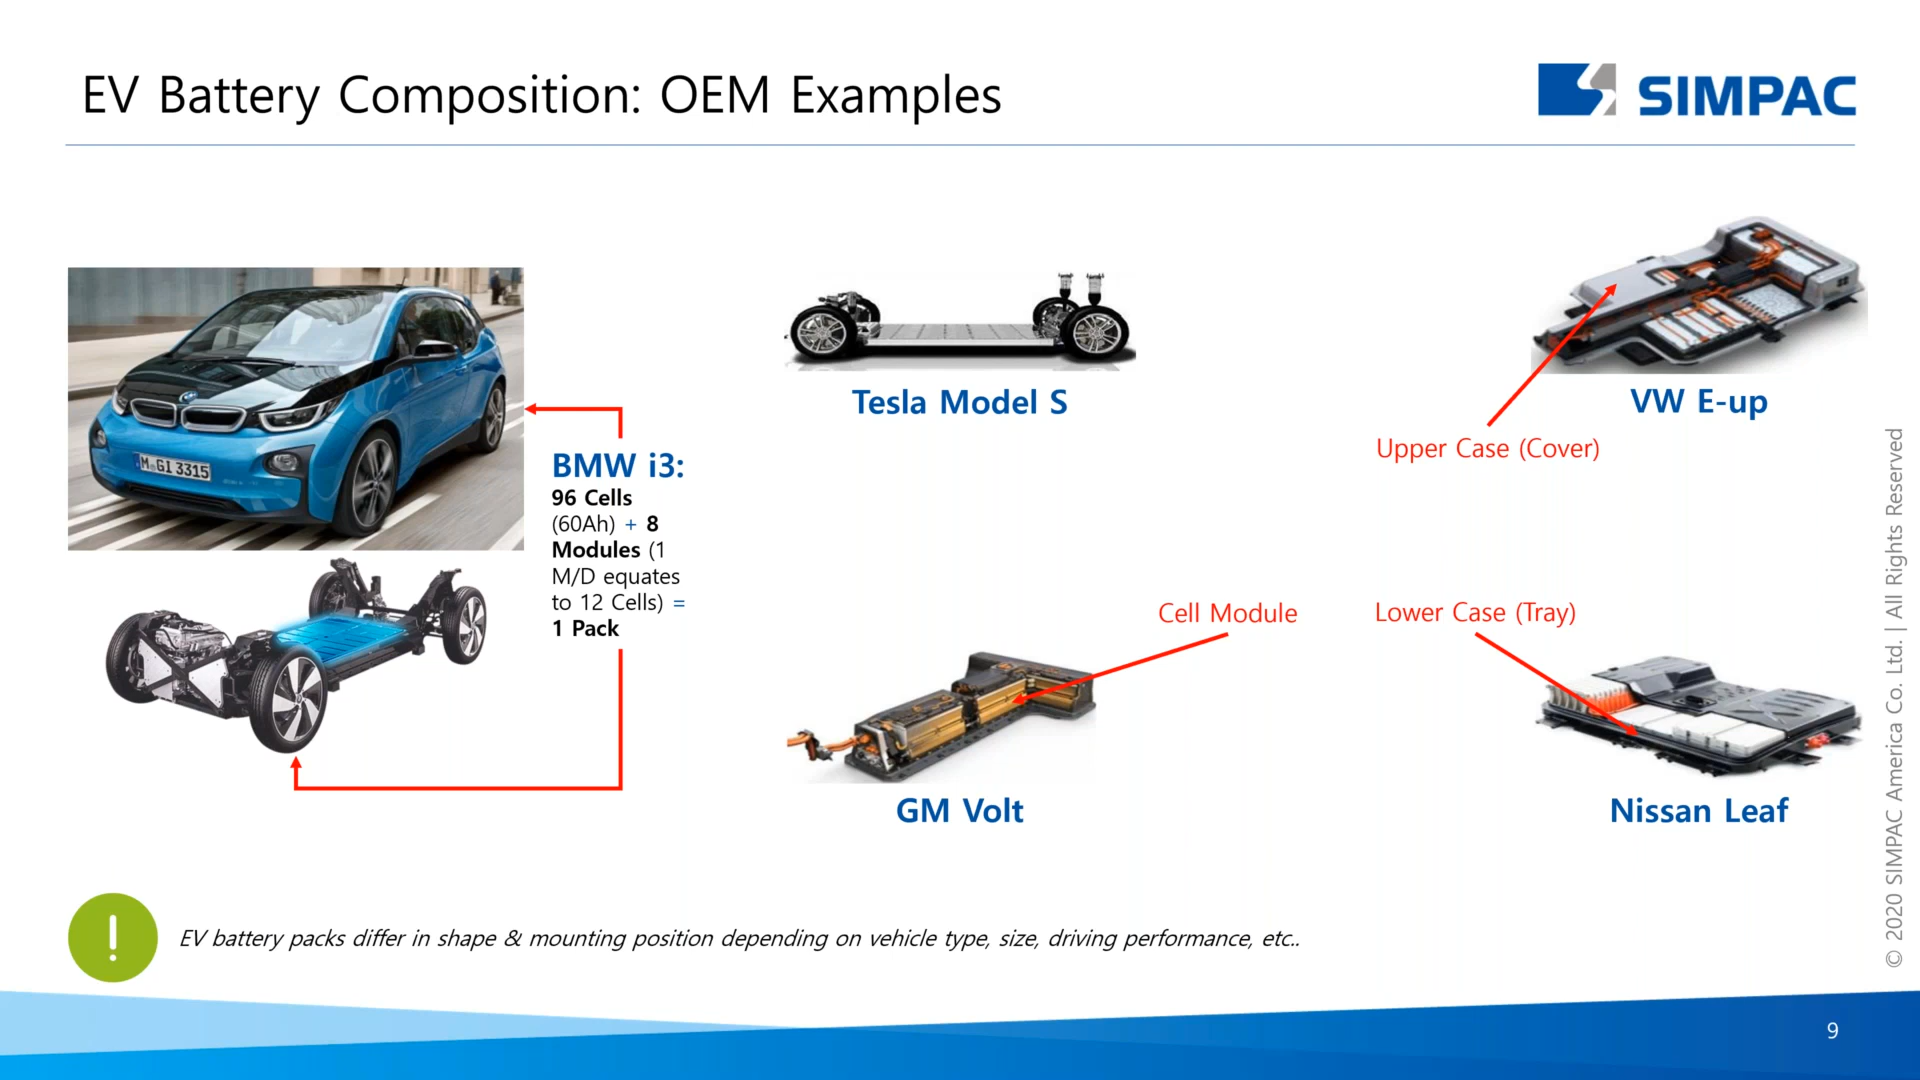 EV Battery Composition: OEM Examples
SIMPAC
M GI 3315
BMW i3:
96 Cells
(60Ah) + 8
Modules (1
M/D equates
to 12 Cells) =
1 Pack
Tesla Model S
VW E-up
Upper Case (Cover)
Cell Module
Lower Case (Tray)
GM Volt
Nissan Leaf
EV battery packs differ in shape & mounting position depending on vehicle type, size, driving performance, etc..
© 2020 SIMPAC America Co. Ltd. | All Rights Reserved
9